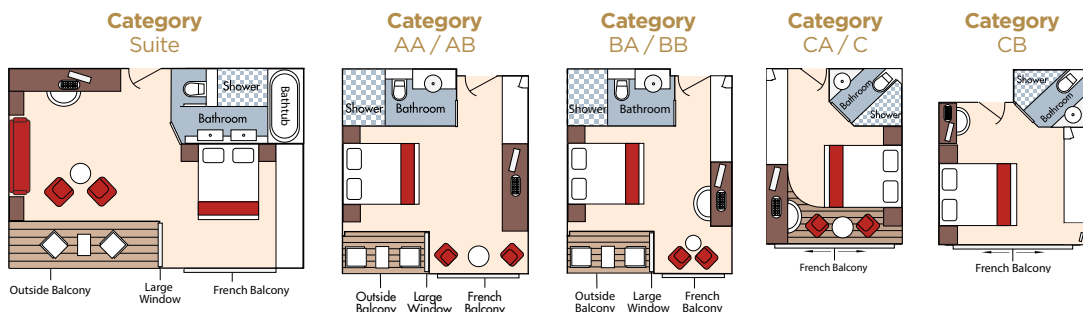 Category
Suite
Shower
Bathtub
Bathroom
Outside Balcony
Large
Window
French Balcony
Category
AA / AB
Shower
Bathroom
Outside
Balcony
Large
Window
French
Balcony
Category
BA / BB
Shower
Bathroom
Outside
Balcony
Large
Window
French
Balcony
Category
CA / C
Bathroom
Shower
French Balcony
Category
CB
Shower
Bathroom
French Balcony